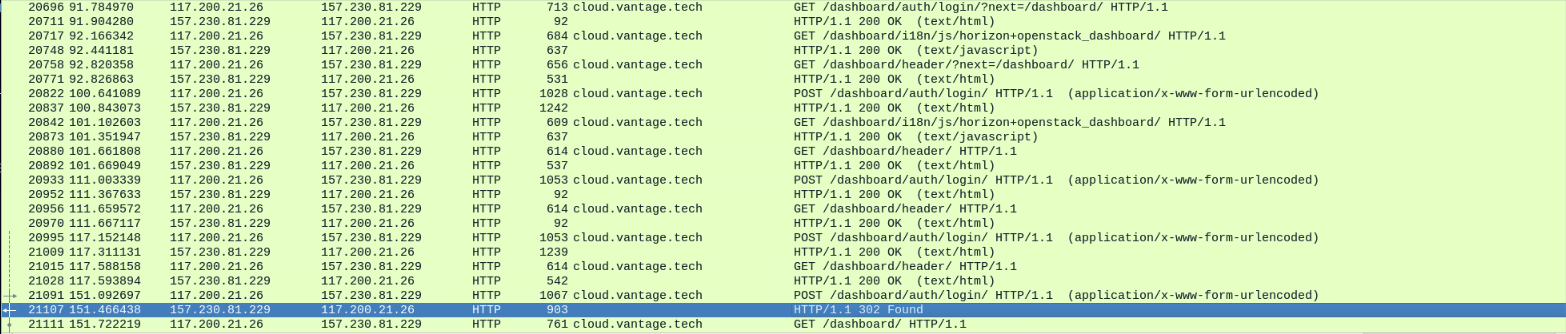 20696 91.784970 117.200.21.26 157.230.81.229 HTTP 713 cloud.vantage.tech GET /dashboard/auth/login/?next=/dashboard/ HTTP/1.1
20711 91.904280 157.230.81.229 117.200.21.26 HTTP 92 HTTP/1.1 200 OK (text/html)
20717 92.166342 117.200.21.26 157.230.81.229 HTTP 684 cloud.vantage.tech GET /dashboard/i18n/js/horizon+openstack_dashboard/ HTTP/1.1
20748 92.441181 157.230.81.229 117.200.21.26 HTTP 637 HTTP/1.1 200 OK (text/javascript)
20758 92.820358 117.200.21.26 157.230.81.229 HTTP 656 cloud.vantage.tech GET /dashboard/header/?next=/dashboard/ HTTP/1.1
20771 92.826863 157.230.81.229 117.200.21.26 HTTP 531 HTTP/1.1 200 OK (text/html)
20822 100.641089 117.200.21.26 157.230.81.229 HTTP 1028 cloud.vantage.tech POST /dashboard/auth/login/ HTTP/1.1 (application/x-www-form-urlencoded)
20837 100.843073 157.230.81.229 117.200.21.26 HTTP 1242 HTTP/1.1 200 OK (text/html)
20842 101.102603 117.200.21.26 157.230.81.229 HTTP 609 cloud.vantage.tech GET /dashboard/i18n/js/horizon+openstack_dashboard/ HTTP/1.1
20873 101.351947 157.230.81.229 117.200.21.26 HTTP 637 HTTP/1.1 200 OK (text/javascript)
20880 101.661808 117.200.21.26 157.230.81.229 HTTP 614 cloud.vantage.tech GET /dashboard/header/ HTTP/1.1
20892 101.669049 157.230.81.229 117.200.21.26 HTTP 537 HTTP/1.1 200 OK (text/html)
20933 111.003339 117.200.21.26 157.230.81.229 HTTP 1053 cloud.vantage.tech POST /dashboard/auth/login/ HTTP/1.1 (application/x-www-form-urlencoded)
20952 111.367633 157.230.81.229 117.200.21.26 HTTP 92 HTTP/1.1 200 OK (text/html)
20956 111.659572 117.200.21.26 157.230.81.229 HTTP 614 cloud.vantage.tech GET /dashboard/header/ HTTP/1.1
20970 111.667117 157.230.81.229 117.200.21.26 HTTP 92 HTTP/1.1 200 OK (text/html)
20995 117.152148 117.200.21.26 157.230.81.229 HTTP 1053 cloud.vantage.tech POST /dashboard/auth/login/ HTTP/1.1 (application/x-www-form-urlencoded)
21009 117.311131 157.230.81.229 117.200.21.26 HTTP 1239 HTTP/1.1 200 OK (text/html)
21015 117.588158 117.200.21.26 157.230.81.229 HTTP 614 cloud.vantage.tech GET /dashboard/header/ HTTP/1.1
21028 117.593894 157.230.81.229 117.200.21.26 HTTP 542 HTTP/1.1 200 OK (text/html)
21091 151.092697 117.200.21.26 157.230.81.229 HTTP 1067 cloud.vantage.tech POST /dashboard/auth/login/ HTTP/1.1 (application/x-www-form-urlencoded)
21107 151.466438 157.230.81.229 117.200.21.26 HTTP 903 HTTP/1.1 302 Found
21111 151.722219 117.200.21.26 157.230.81.229 HTTP 761 cloud.vantage.tech GET /dashboard/ HTTP/1.1